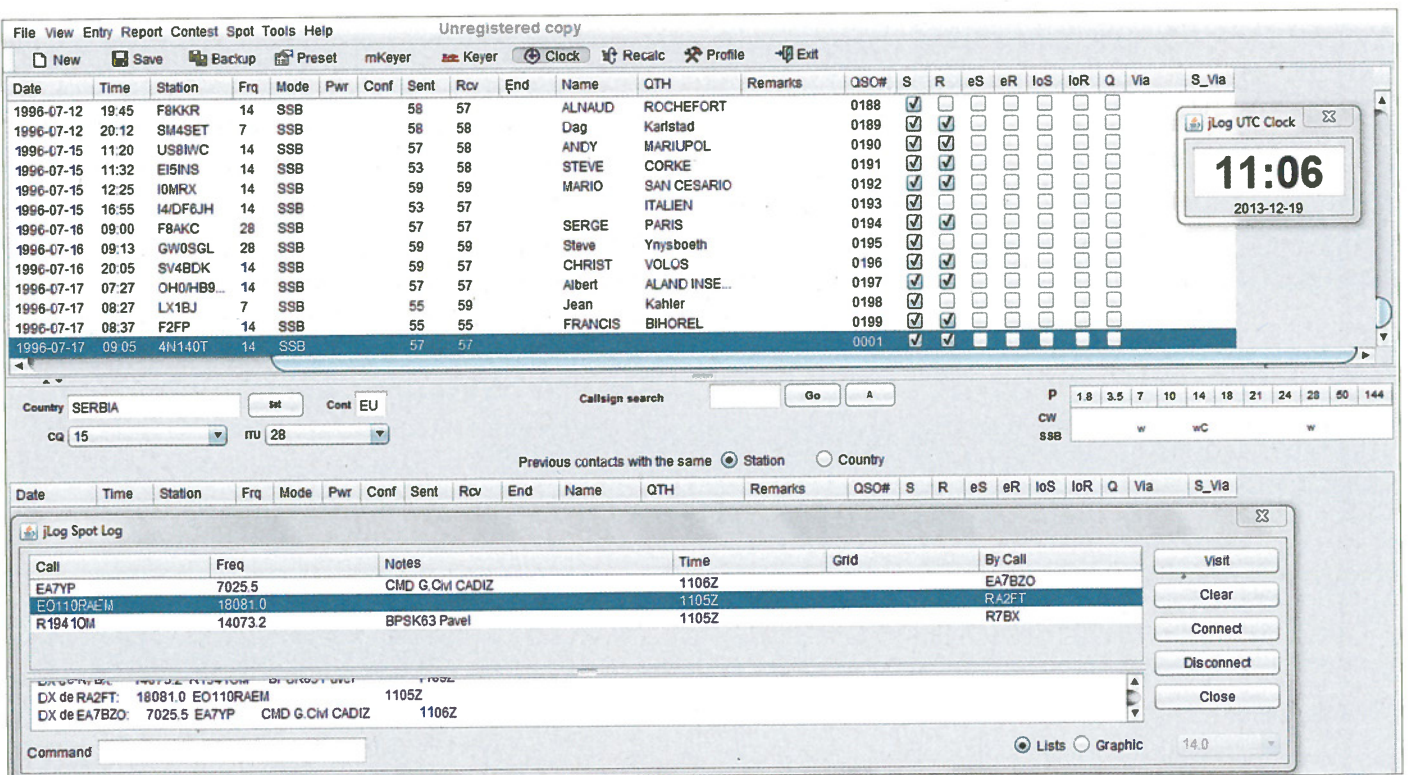 Unregistered copy
File View Entry Report Contest Spot Tools Help
New Save Backup Preset mKeyer Keyer Clock Recalc Profile Exit
Date Time Station Frq Mode Pwr Conf Sent Rcv End Name QTH Remarks QSO# S R eS eR loS loR Q Via S_Via
1996-07-12 19:45 F8KKR 14 SSB 58 57 ALNAUD ROCHEFORT 0188
1996-07-12 20:12 SM4SET 7 SSB 58 58 Dag Karlstad 0189
1996-07-15 11:20 US8IWC 14 SSB 57 58 ANDY MARIUPOL 0190
1996-07-15 11:32 EI5INS 14 SSB 53 58 STEVE CORKE 0191
1996-07-15 12:25 I0MRX 14 SSB 59 59 MARIO SAN CESARIO 0192
1996-07-15 16:55 I4/DF6JH 14 SSB 53 57 ITALIEN 0193
1996-07-16 09:00 F8AKC 28 SSB 57 57 SERGE PARIS 0194
1996-07-16 09:13 GW0SGL 28 SSB 59 59 Steve Ynysboeth 0195
1996-07-16 20:05 SV4BDK 14 SSB 59 57 CHRIST VOLOS 0196
1996-07-17 07:27 OH0/HB9... 14 SSB 57 57 Albert ALAND INSE... 0197
1996-07-17 08:27 LX1BJ 7 SSB 55 59 Jean Kahler 0198
1996-07-17 08:37 F2FP 14 SSB 55 55 FRANCIS BIHOREL 0199
1996-07-17 09:05 4N140T 14 SSB 57 57 0001
jLog UTC Clock
11:06
2013-12-19
Country SERBIA Set Cont EU Callsign search Go A
CQ 15 ITU 28
P 1.8 3.5 7 10 14 18 21 24 28 50 144
CW
SSB w wC w
Previous contacts with the same Station Country
Date Time Station Frq Mode Pwr Conf Sent Rcv End Name QTH Remarks QSO# S R eS eR loS loR Q Via S_Via
jLog Spot Log
Call Freq Notes Time Grid By Call
EA7YP 7025.5 CMD G.Civl CADIZ 1106Z EA7BZO
EO110RAEM 18081.0 1105Z RA2FT
R1941OM 14073.2 BPSK63 Pavel 1105Z R7BX
DX de RA2FT: 18081.0 EO110RAEM 1105Z
DX de EA7BZO: 7025.5 EA7YP CMD G.Civl CADIZ 1106Z
Command
Visit
Clear
Connect
Disconnect
Close
Lists Graphic 14.0